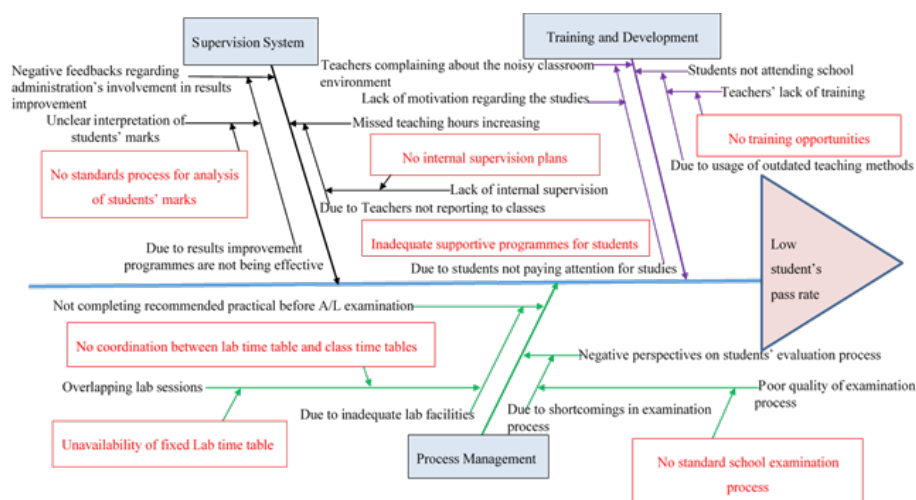 Supervision System
Training and Development
Negative feedbacks regarding
administration's involvement in results
improvement
Teachers complaining about the noisy classroom
environment
Students not attending school
Lack of motivation regarding the studies
Teachers' lack of training
Unclear interpretation of
students' marks
Missed teaching hours increasing
No training opportunities
No internal supervision plans
No standards process for analysis
of students' marks
Due to usage of outdated teaching methods
Lack of internal supervision
Due to Teachers not reporting to classes
Inadequate supportive programmes for students
Due to results improvement
programmes are not being effective
Due to students not paying attention for studies
Low
student's
pass rate
Not completing recommended practical before A/L examination
No coordination between lab time table and class time tables
Negative perspectives on students' evaluation process
Overlapping lab sessions
Poor quality of examination
process
Due to inadequate lab facilities
Due to shortcomings in examination
process
Unavailability of fixed Lab time table
Process Management
No standard school examination
process